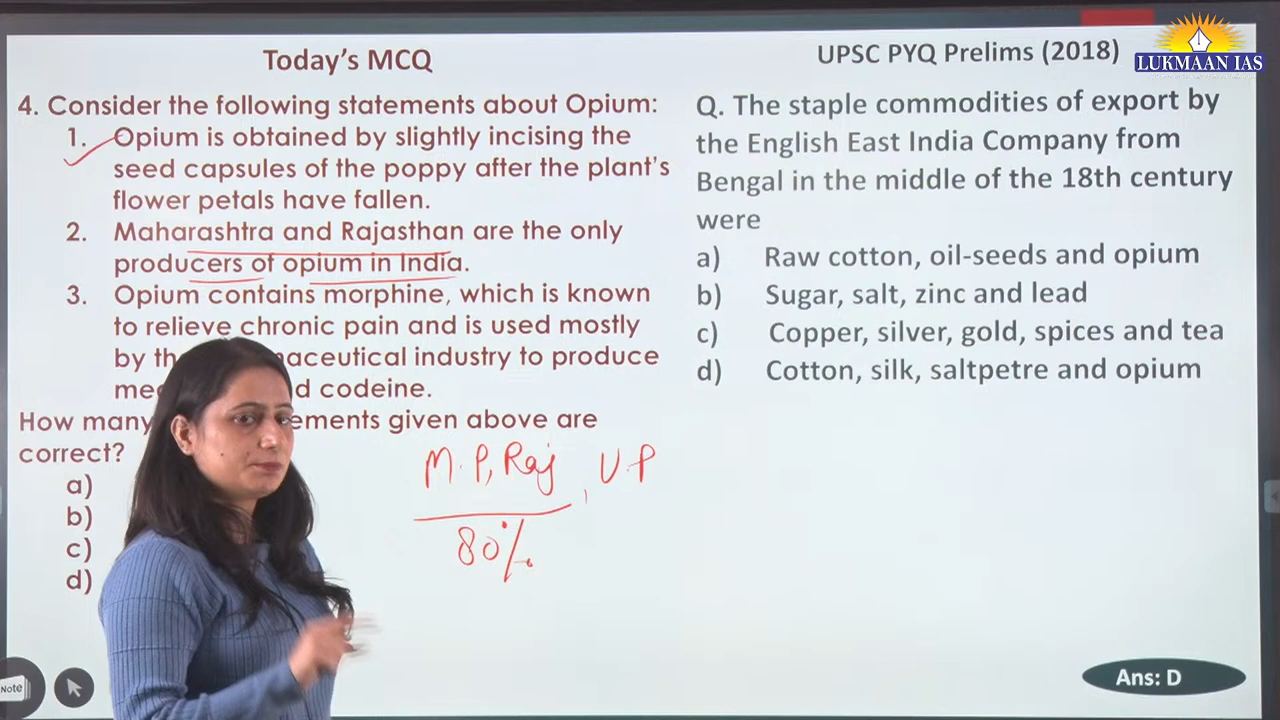 Today's MCQ
4. Consider the following statements about Opium:
1. Opium is obtained by slightly incising the
seed capsules of the poppy after the plant's
flower petals have fallen.
2. Maharashtra and Rajasthan are the only
producers of opium in India.
3. Opium contains morphine, which is known
to relieve chronic pain and is used mostly
by industry to produce
codeine.
How many given above are
correct?
a)
b)
c)
d)
M.P, Raj, U.P
80%
UPSC PYQ Prelims (2018)
LUKMAAN IAS
Q. The staple commodities of export by
the English East India Company from
Bengal in the middle of the 18th century
were
a) Raw cotton, oil-seeds and opium
b) Sugar, salt, zinc and lead
c) Copper, silver, gold, spices and tea
d) Cotton, silk, saltpetre and opium
Ans: D
Note